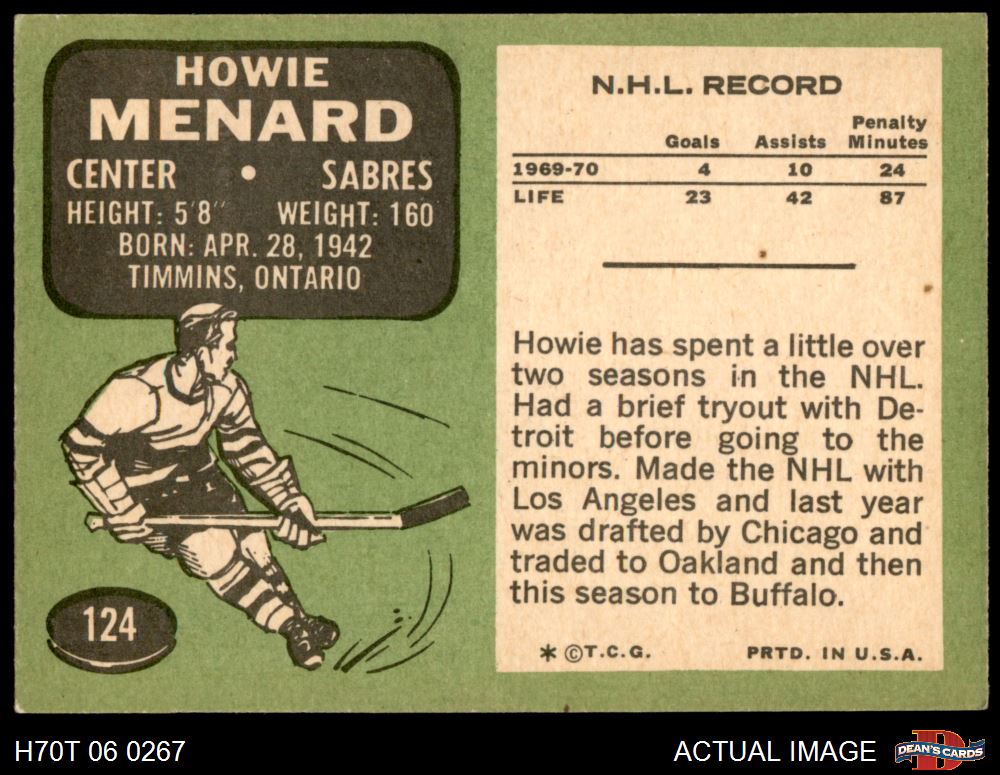 HOWIE
MENARD
CENTER • SABRES
HEIGHT: 5'8" WEIGHT: 160
BORN: APR. 28, 1942
TIMMINS, ONTARIO
124
N.H.L. RECORD
Goals Assists Penalty Minutes
1969-70 4 10 24
LIFE 23 42 87
Howie has spent a little over
two seasons in the NHL.
Had a brief tryout with De-
troit before going to the
minors. Made the NHL with
Los Angeles and last year
was drafted by Chicago and
traded to Oakland and then
this season to Buffalo.
* © T.C.G. PRTD. IN U.S.A.
H70T 06 0267
ACTUAL IMAGE
D
DEAN'S CARDS